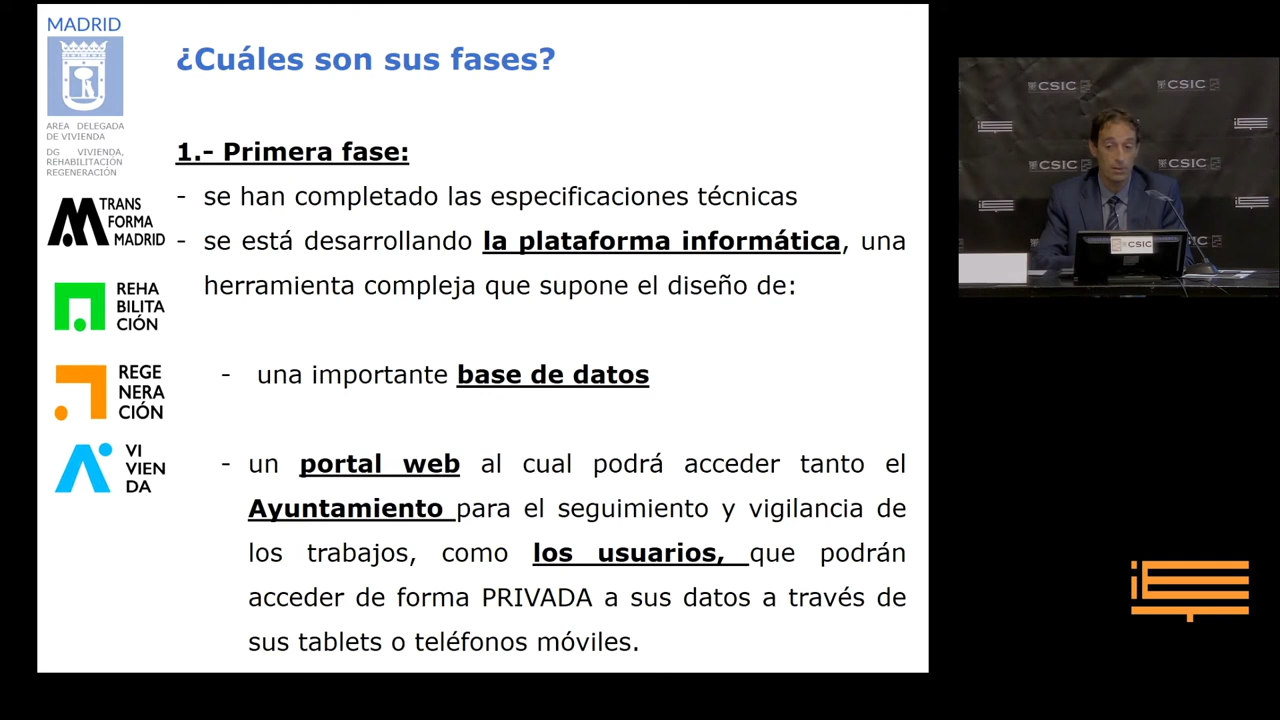 MADRID
AREA DELEGADA
DE VIVIENDA
DG VIVIENDA,
REHABILITACIÓN
REGENERACIÓN
TRANS
FORMA
MADRID
REHA
BILITA
CIÓN
REGE
NERA
CIÓN
VI
VIEN
DA
¿Cuáles son sus fases?
1.- Primera fase:
- se han completado las especificaciones técnicas
- se está desarrollando la plataforma informática, una
herramienta compleja que supone el diseño de:
- una importante base de datos
- un portal web al cual podrá acceder tanto el
Ayuntamiento para el seguimiento y vigilancia de
los trabajos, como los usuarios, que podrán
acceder de forma PRIVADA a sus datos a través de
sus tablets o teléfonos móviles.
CSIC
CSIC
CSIC
CSIC
CSIC